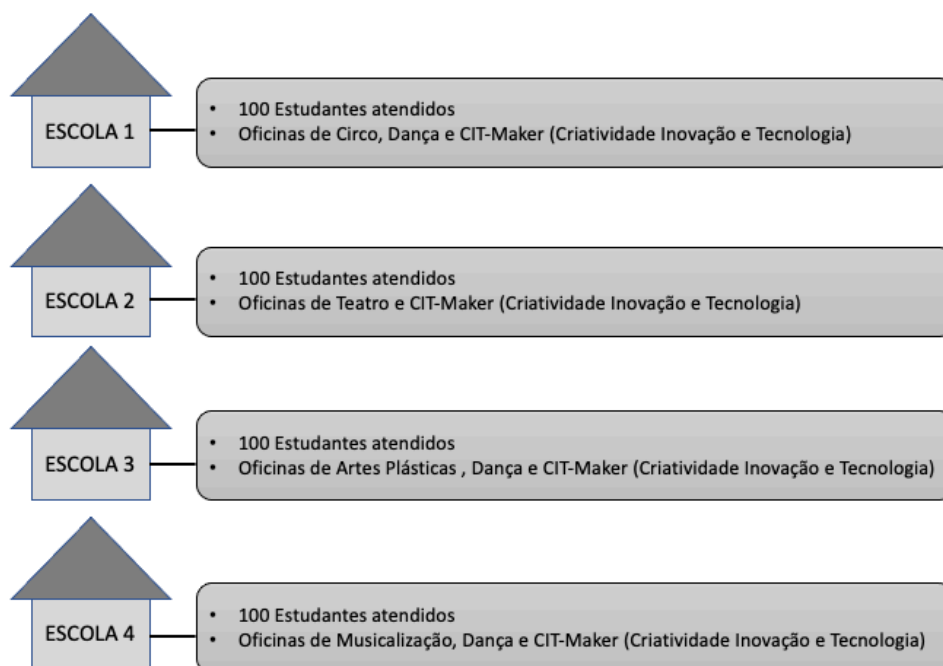 ESCOLA 1
• 100 Estudantes atendidos
• Oficinas de Circo, Dança e CIT-Maker (Criatividade Inovação e Tecnologia)
ESCOLA 2
• 100 Estudantes atendidos
• Oficinas de Teatro e CIT-Maker (Criatividade Inovação e Tecnologia)
ESCOLA 3
• 100 Estudantes atendidos
• Oficinas de Artes Plásticas , Dança e CIT-Maker (Criatividade Inovação e Tecnologia)
ESCOLA 4
• 100 Estudantes atendidos
• Oficinas de Musicalização, Dança e CIT-Maker (Criatividade Inovação e Tecnologia)